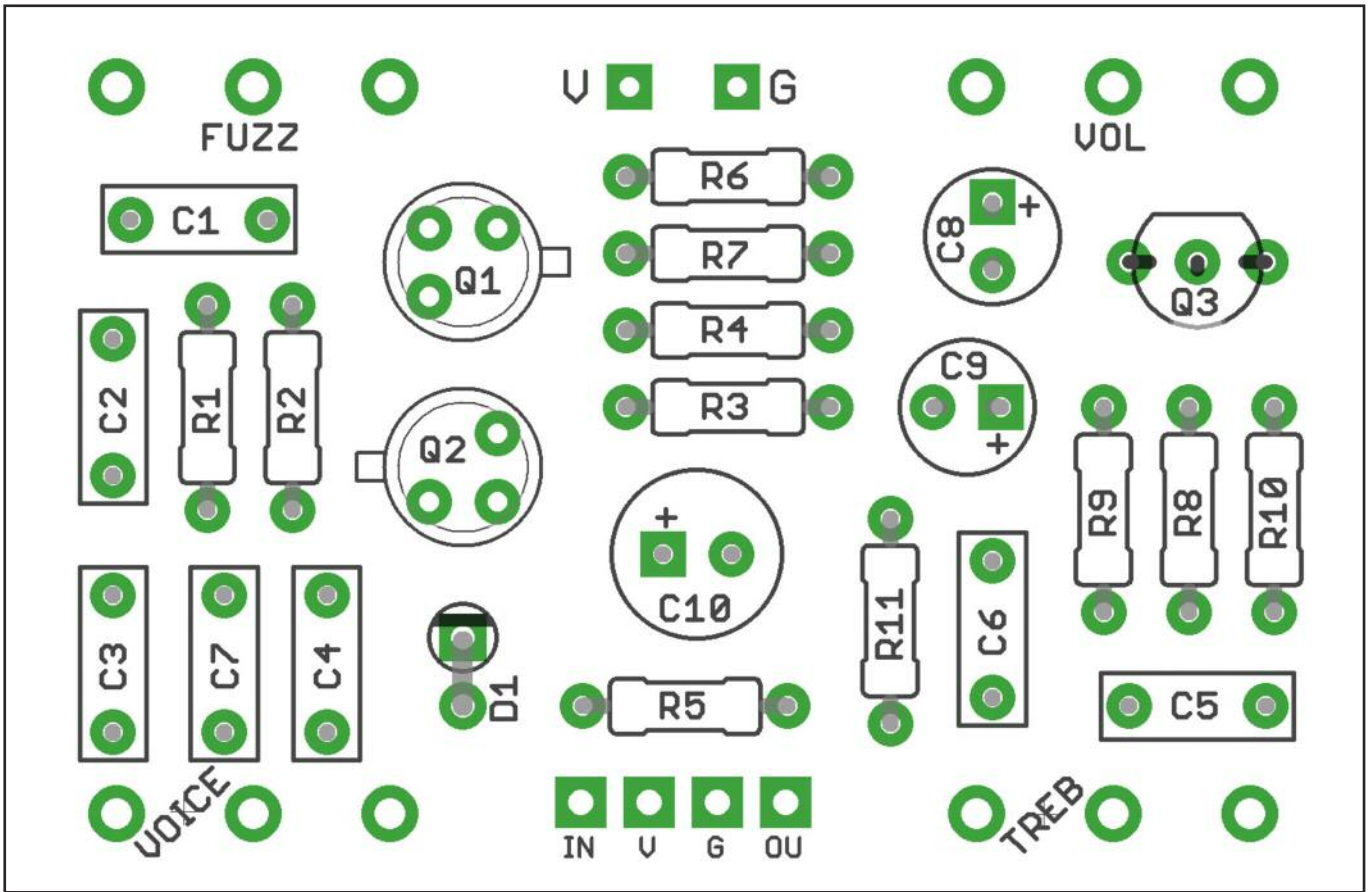 V G
FUZZ VOL
R6
C1
C8 +
R7
Q1
Q3
R4
C9
+
R3
C2 R1 R2
Q2
R9 R8 R10
+
C10
R11 C6
C3 C7 C4
D1
R5
C5
VOICE TREB
IN V G OU